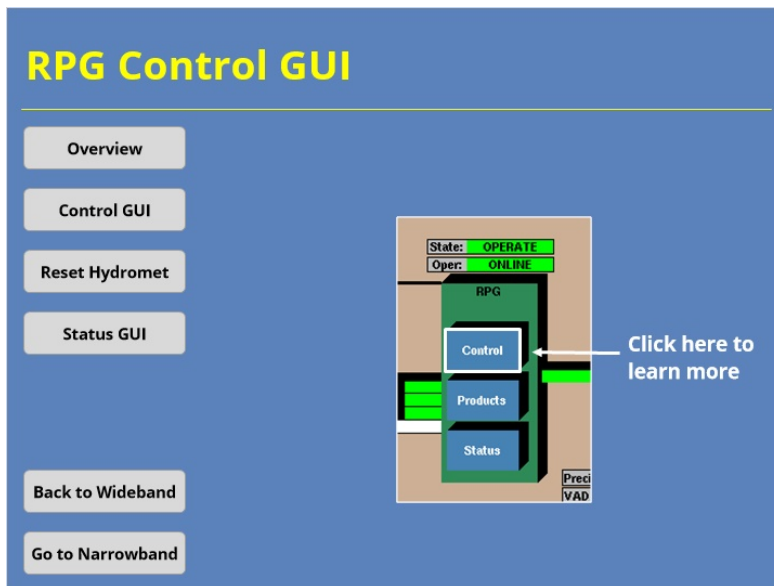 RPG Control GUI
Overview
Control GUI
Reset Hydromet
Status GUI
Back to Wideband
Go to Narrowband
State: OPERATE
Oper: ONLINE
RPG
Control
Products
Status
Preci
VAD
Click here to
learn more